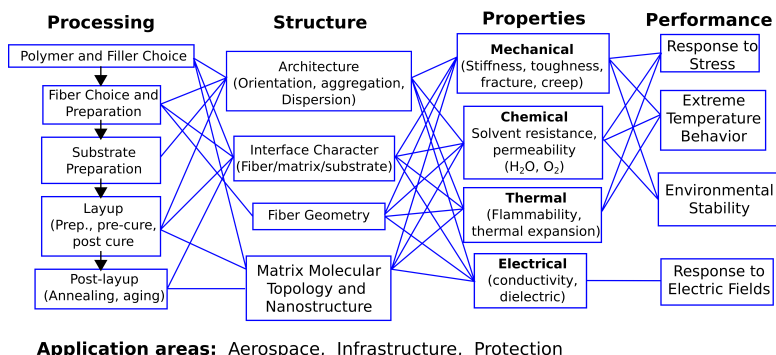 Processing
Structure
Properties
Performance
Polymer and Filler Choice
Fiber Choice and
Preparation
Substrate
Preparation
Layup
(Prep., pre-cure,
post cure
Post-layup
(Annealing, aging)
Architecture
(Orientation, aggregation,
Dispersion)
Interface Character
(Fiber/matrix/substrate)
Fiber Geometry
Matrix Molecular
Topology and
Nanostructure
Mechanical
(Stiffness, toughness,
fracture, creep)
Chemical
Solvent resistance,
permeability
(H₂O, O₂)
Thermal
(Flammability,
thermal expansion)
Electrical
(conductivity,
dielectric)
Response to
Stress
Extreme
Temperature
Behavior
Environmental
Stability
Response to
Electric Fields
Application areas: Aerospace, Infrastructure, Protection